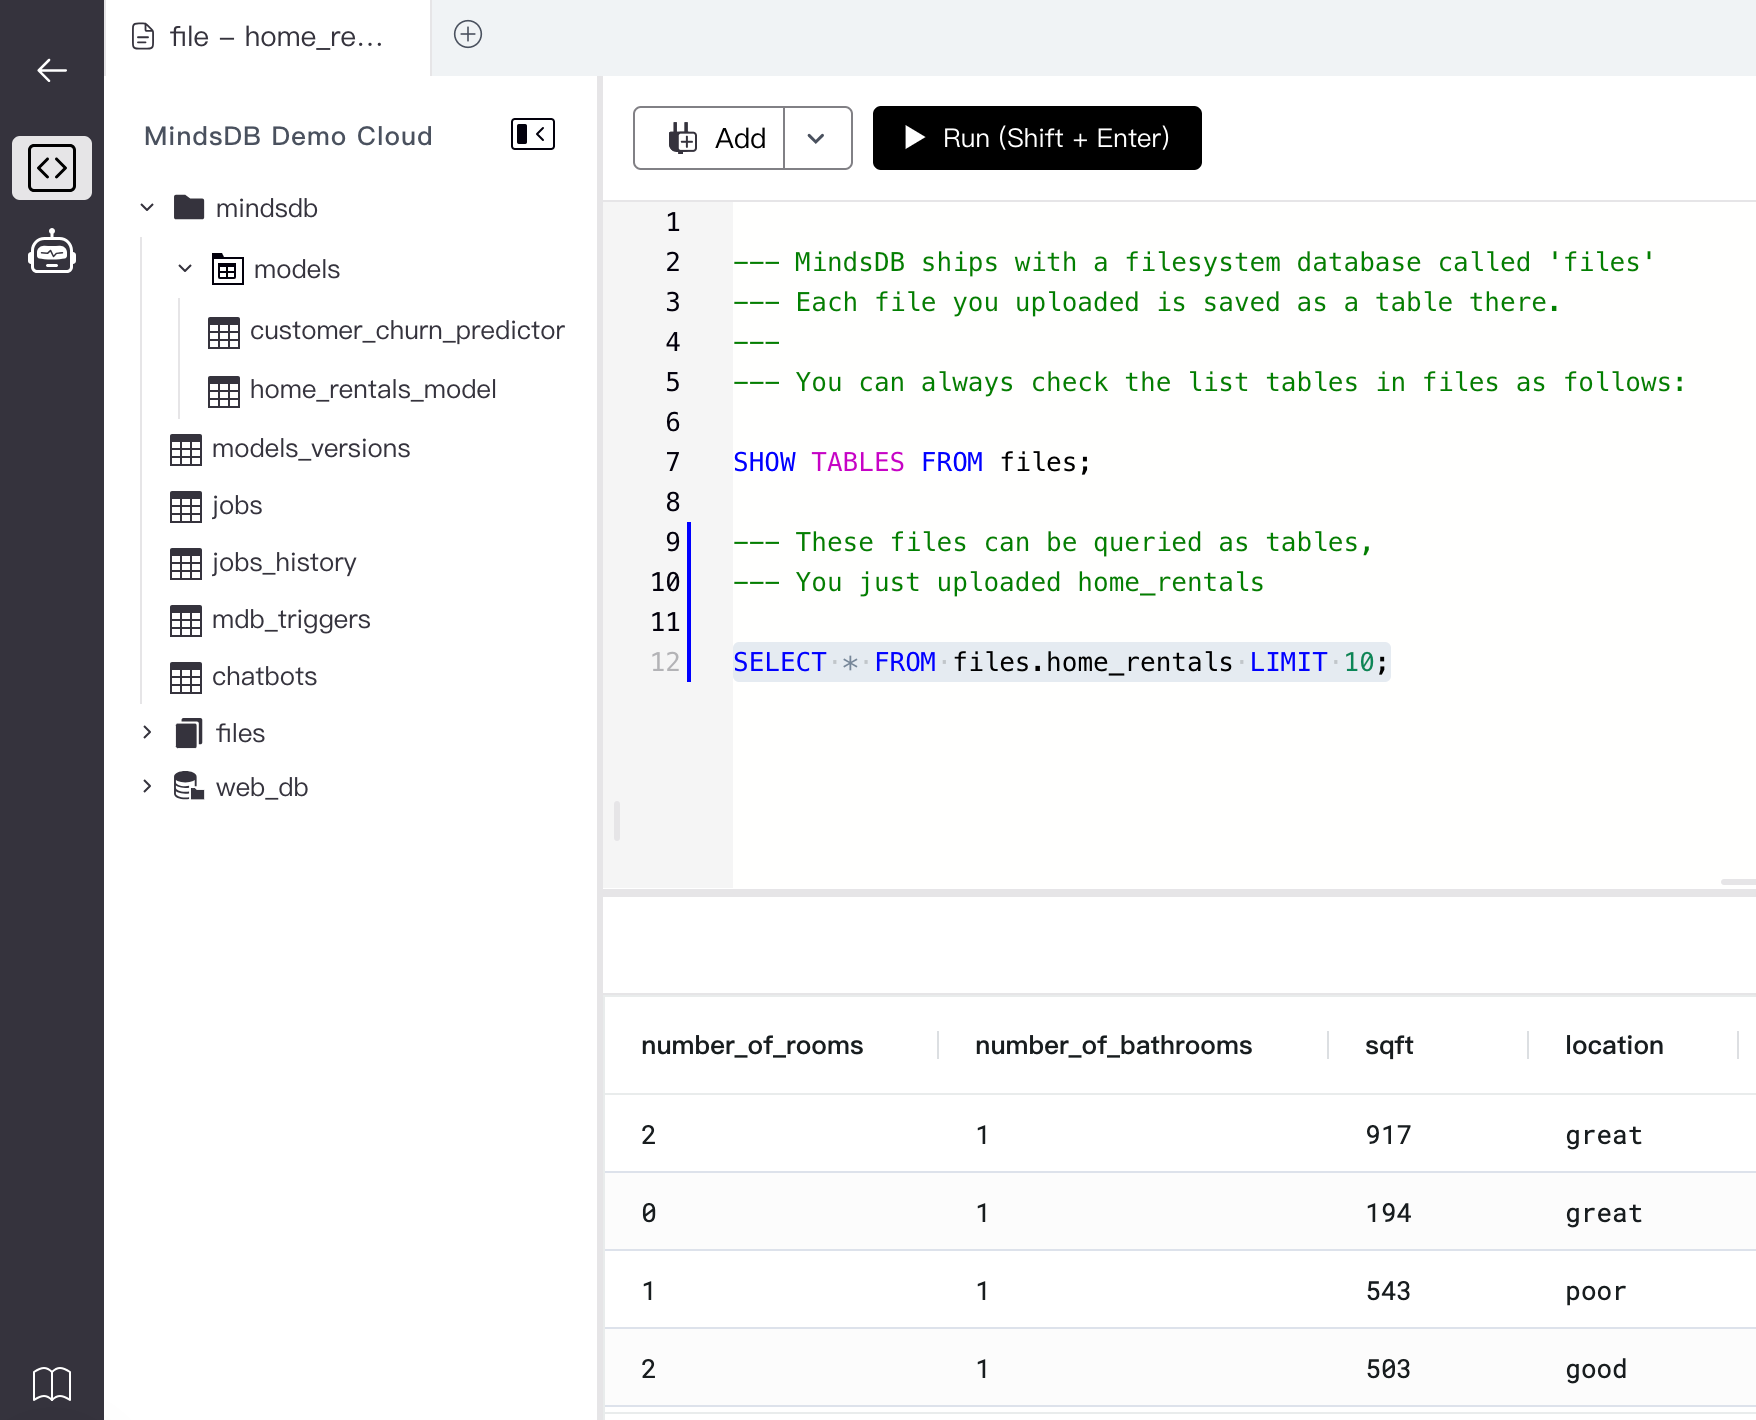 file – home_re...
MindsDB Demo Cloud
mindsdb
models
customer_churn_predictor
home_rentals_model
models_versions
jobs
jobs_history
mdb_triggers
chatbots
files
web_db
Add
Run (Shift + Enter)
1
2 --- MindsDB ships with a filesystem database called 'files'
3 --- Each file you uploaded is saved as a table there.
4 ---
5 --- You can always check the list tables in files as follows:
6
7 SHOW TABLES FROM files;
8
9 --- These files can be queried as tables,
10 --- You just uploaded home_rentals
11
12 SELECT * FROM files.home_rentals LIMIT 10;
number_of_rooms number_of_bathrooms sqft location
2 1 917 great
0 1 194 great
1 1 543 poor
2 1 503 good